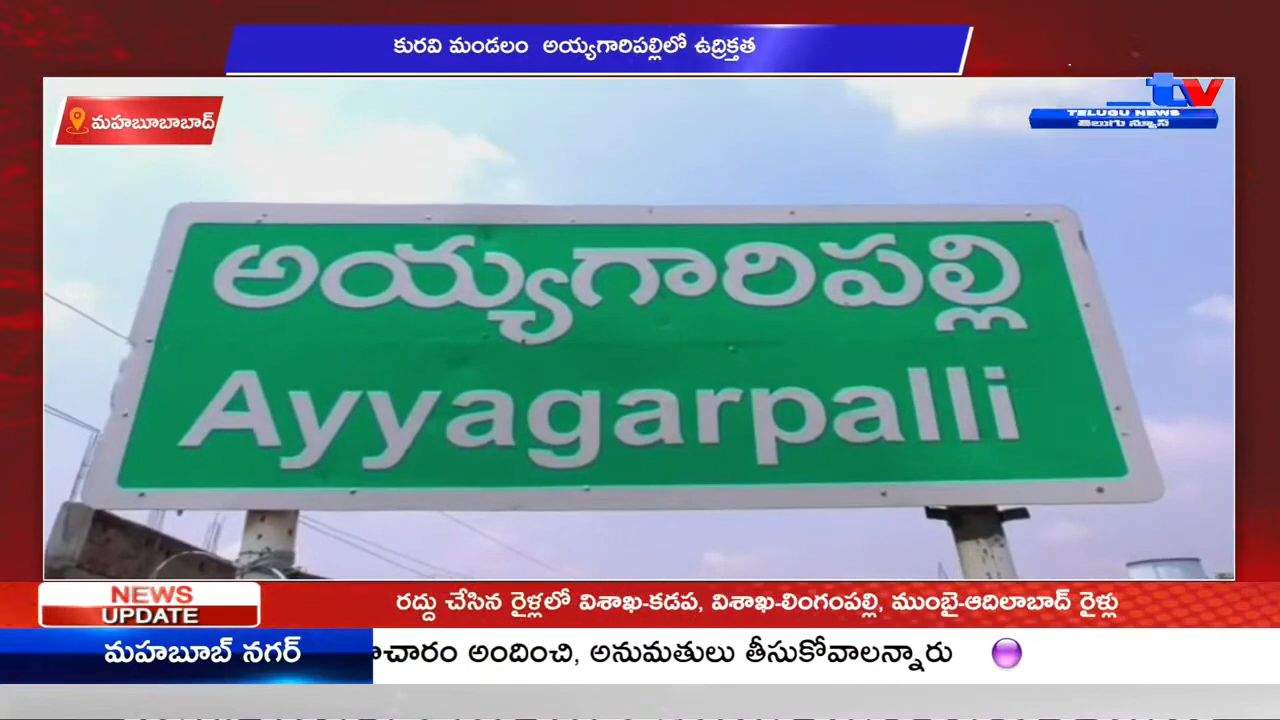 కురవి మండలం అయ్యగారిపల్లిలో ఉద్రిక్తత
tv
TELUGU NEWS
తెలుగు న్యూస్
మహబూబాబాద్
అయ్యగారిపల్లి
Ayyagarpalli
NEWS
UPDATE
రద్దు చేసిన రైళ్లలో విశాఖ-కడప, విశాఖ-లింగంపల్లి, ముంబై-ఆదిలాబాద్ రైళ్లు
మహబూబ్ నగర్
అందించి, అనుమతులు తీసుకోవాలన్నారు